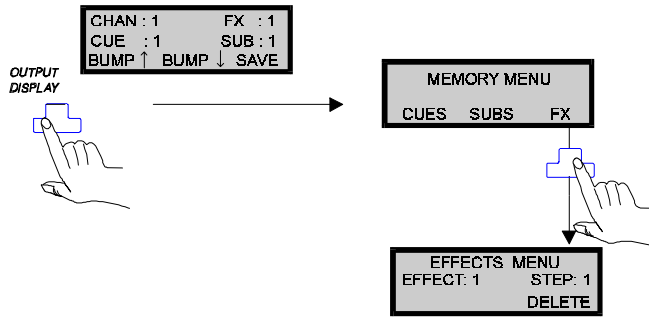 CHAN : 1 FX : 1
CUE : 1 SUB : 1
BUMP ↑ BUMP ↓ SAVE
OUTPUT
DISPLAY
MEMORY MENU
CUES SUBS FX
EFFECTS MENU
EFFECT: 1 STEP: 1
DELETE